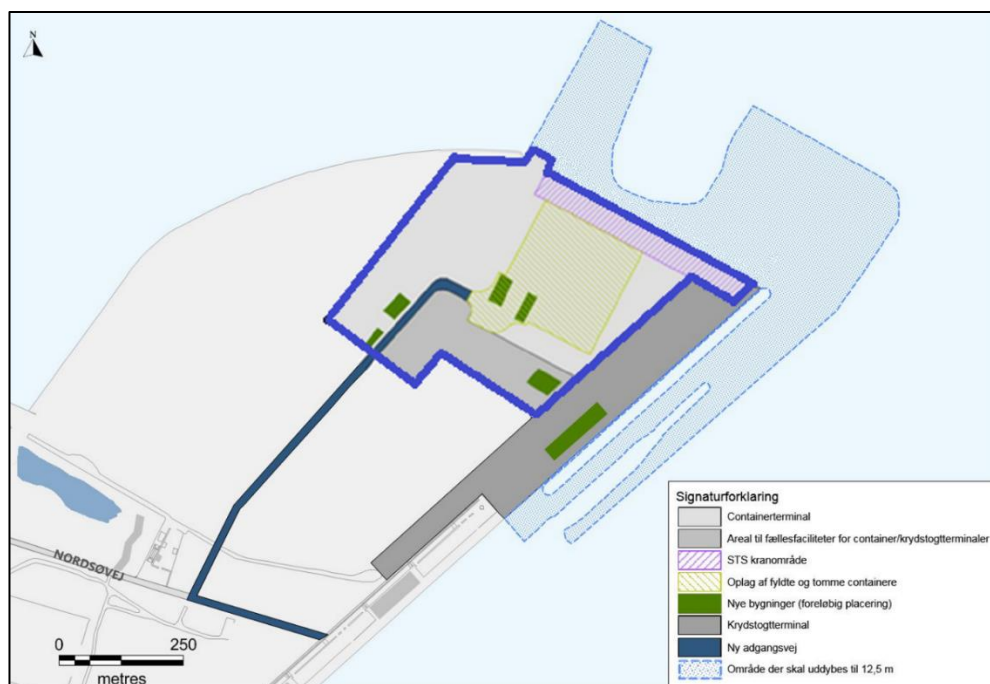 N
NORDSØVEJ
0 250
metres
Signaturforklaring
Containerterminal
Areal til fællesfaciliteter for container/krydstogtterminaler
STS kranområde
Oplag af fyldte og tomme containere
Nye bygninger (foreløbig placering)
Krydstogtterminal
Ny adgangsvej
Område der skal uddybes til 12,5 m